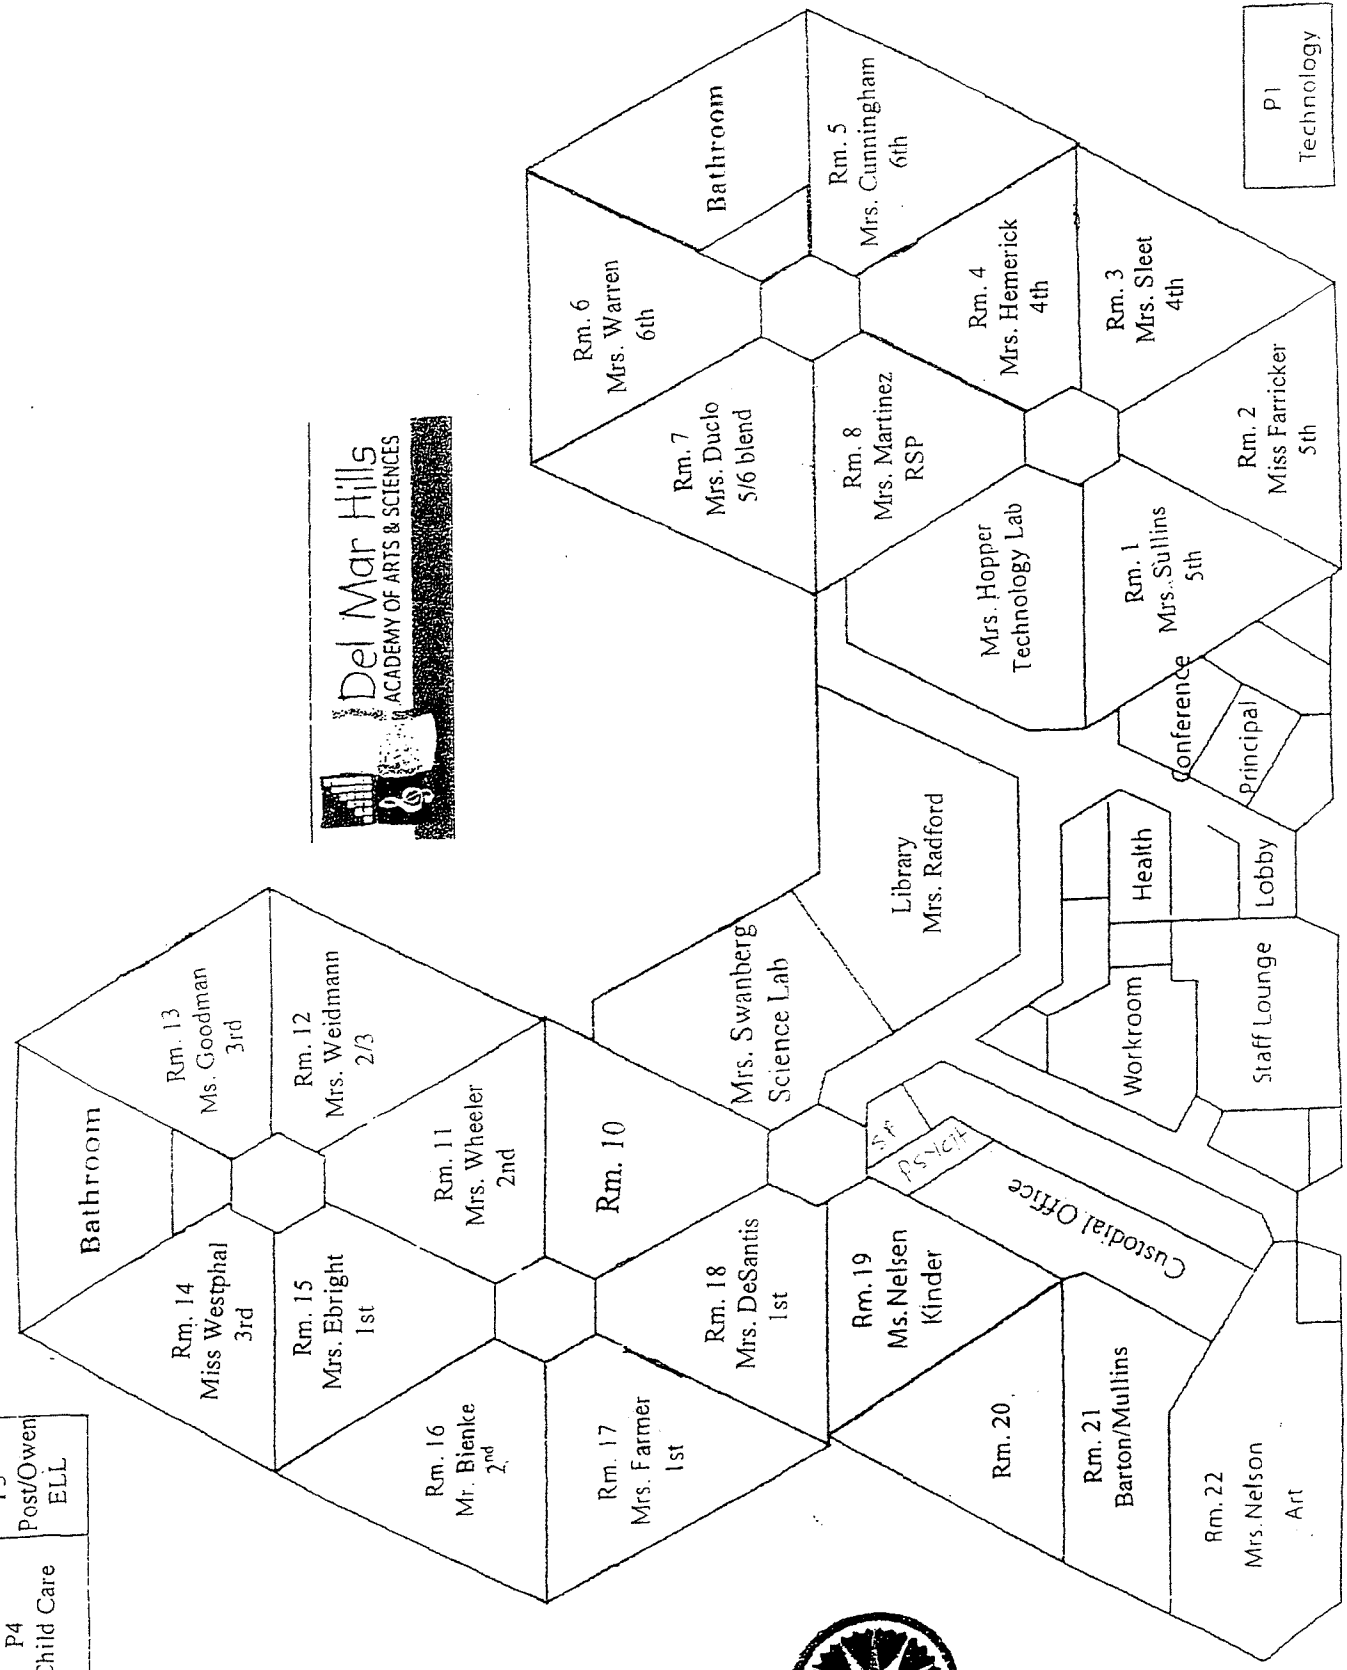 Del Mar Hills
ACADEMY OF ARTS & SCIENCES
P4
Child Care
Post/Owen
ELL
Bathroom
Rm. 13
Ms. Goodman
3rd
Rm. 12
Mrs. Weidmann
2/3
Rm. 14
Miss Westphal
3rd
Rm. 15
Mrs. Ebright
1st
Rm. 11
Mrs. Wheeler
2nd
Rm. 10
Rm. 16
Mr. Bienke
2nd
Rm. 17
Mrs. Farmer
1st
Rm. 18
Mrs. DeSantis
1st
Rm. 19
Ms. Nelsen
Kinder
Rm. 20
Rm. 21
Barton/Mullins
Rm. 22
Mrs. Nelson
Art
Custodial Office
Mrs. Swanberg
Science Lab
Library
Mrs. Radford
Workroom
Staff Lounge
Health
Lobby
Principal
Conference
Bathroom
Rm. 5
Mrs. Cunningham
6th
Rm. 6
Mrs. Warren
6th
Rm. 7
Mrs. Duclo
5/6 blend
Rm. 8
Mrs. Martinez
RSP
Rm. 4
Mrs. Hemerick
4th
Rm. 3
Mrs. Sleet
4th
Rm. 2
Miss Farricker
5th
Rm. 1
Mrs. Sullins
5th
Mrs. Hopper
Technology Lab
P1
Technology